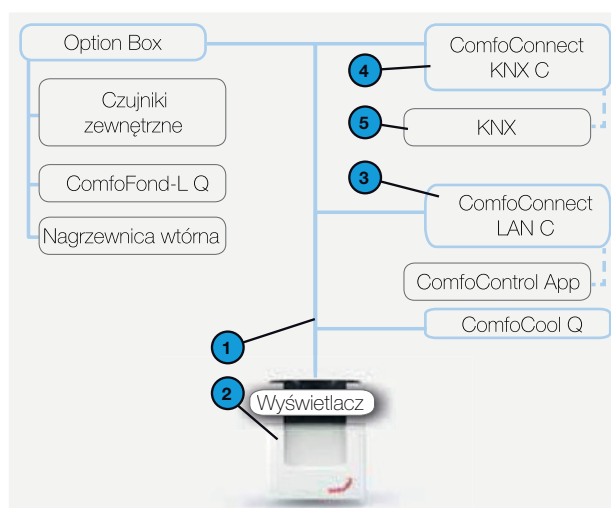 Option Box
Czujniki
zewnętrzne
ComfoFond-L Q
Nagrzewnica wtórna
ComfoConnect
KNX C
4
5
KNX
3
ComfoConnect
LAN C
ComfoControl App
ComfoCool Q
1
2
Wyświetlacz